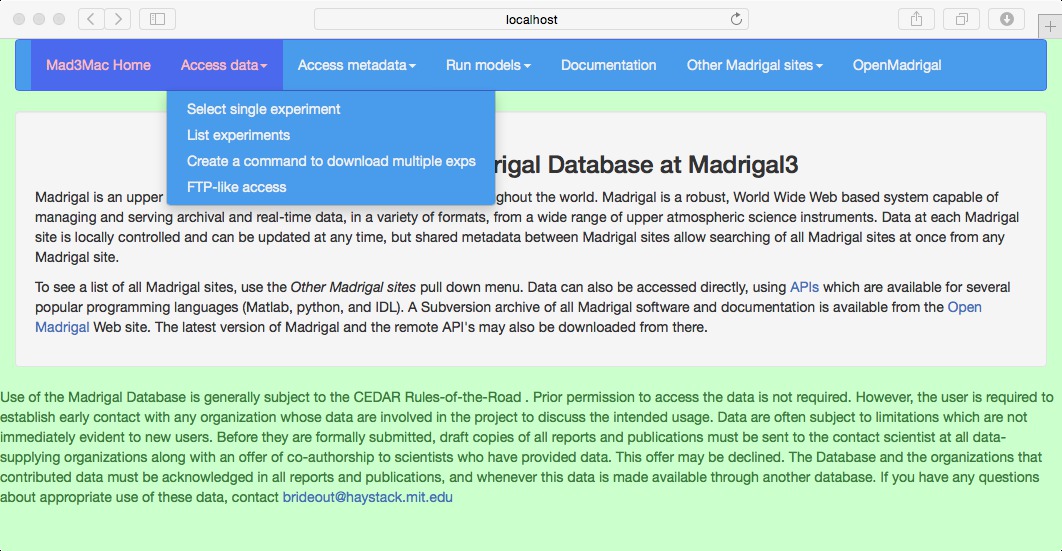 localhost
Mad3Mac Home Access data Access metadata Run models Documentation Other Madrigal sites OpenMadrigal
Select single experiment
List experiments
Create a command to download multiple exps
FTP-like access
rigal Database at Madrigal3
Madrigal is an upper ghout the world. Madrigal is a robust, World Wide Web based system capable of
managing and serving archival and real-time data, in a variety of formats, from a wide range of upper atmospheric science instruments. Data at each Madrigal
site is locally controlled and can be updated at any time, but shared metadata between Madrigal sites allow searching of all Madrigal sites at once from any
Madrigal site.
To see a list of all Madrigal sites, use the Other Madrigal sites pull down menu. Data can also be accessed directly, using APIs which are available for several
popular programming languages (Matlab, python, and IDL). A Subversion archive of all Madrigal software and documentation is available from the Open
Madrigal Web site. The latest version of Madrigal and the remote API's may also be downloaded from there.
Use of the Madrigal Database is generally subject to the CEDAR Rules-of-the-Road . Prior permission to access the data is not required. However, the user is required to
establish early contact with any organization whose data are involved in the project to discuss the intended usage. Data are often subject to limitations which are not
immediately evident to new users. Before they are formally submitted, draft copies of all reports and publications must be sent to the contact scientist at all data-
supplying organizations along with an offer of co-authorship to scientists who have provided data. This offer may be declined. The Database and the organizations that
contributed data must be acknowledged in all reports and publications, and whenever this data is made available through another database. If you have any questions
about appropriate use of these data, contact brideout@haystack.mit.edu